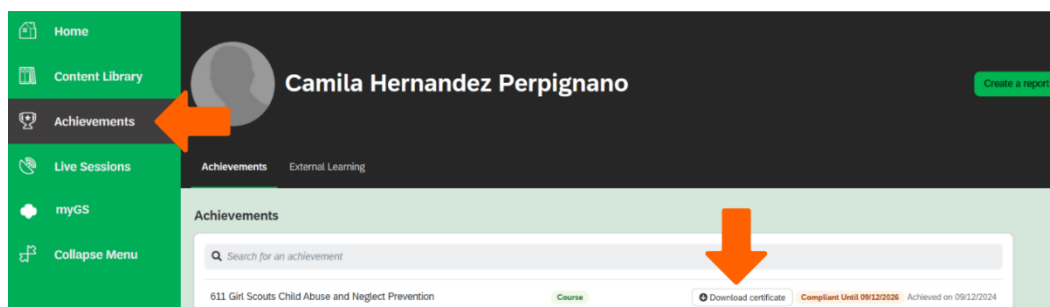 Home
Content Library
Achievements
Live Sessions
myGS
Collapse Menu
Camila Hernandez Perpignano
Create a report
Achievements External Learning
Achievements
Search for an achievement
611 Girl Scouts Child Abuse and Neglect Prevention Course Download certificate Compliant Until 09/12/2026 Achieved on 09/12/2024